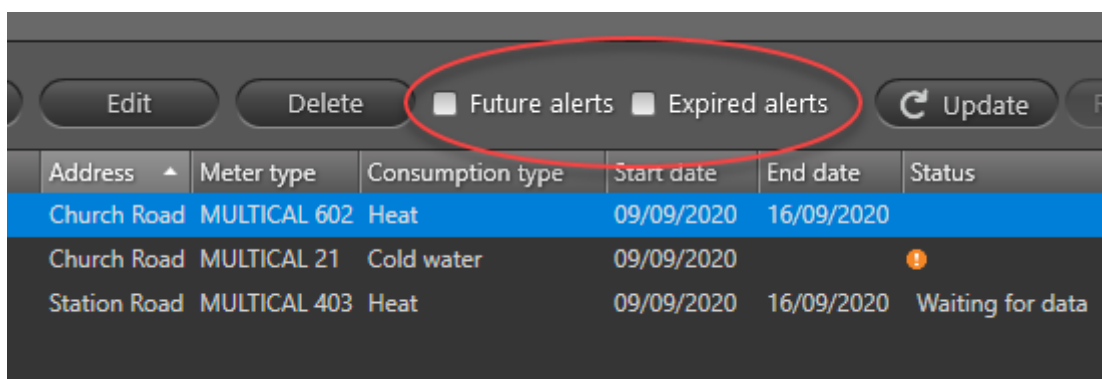 Edit Delete Future alerts Expired alerts Update
Address Meter type Consumption type Start date End date Status
Church Road MULTICAL 602 Heat 09/09/2020 16/09/2020
Church Road MULTICAL 21 Cold water 09/09/2020
Station Road MULTICAL 403 Heat 09/09/2020 16/09/2020 Waiting for data